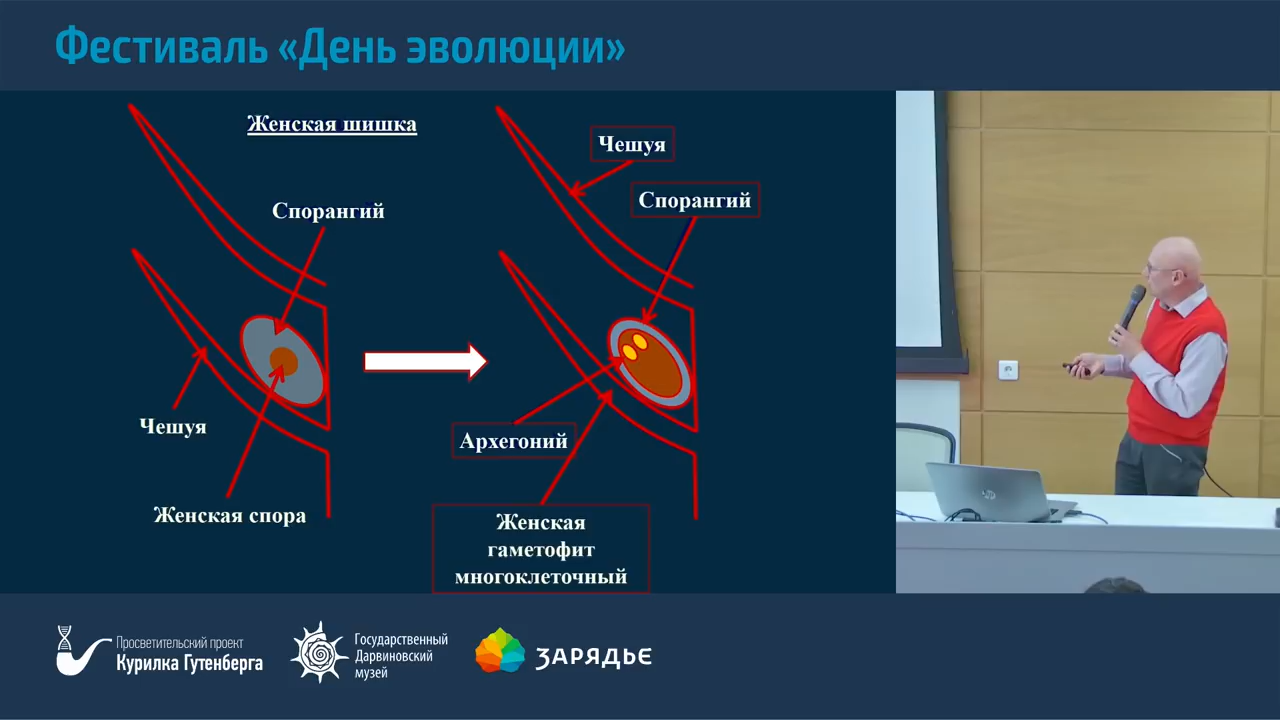 Фестиваль «День эволюции»
Женская шишка
Спорангий
Чешуя
Женская спора
Чешуя
Спорангий
Архегоний
Женская
гаметофит
многоклеточный
Просветительский проект
Курилка Гутенберга
Государственный
Дарвиновский
музей
ЗАРЯДЬЕ
hp